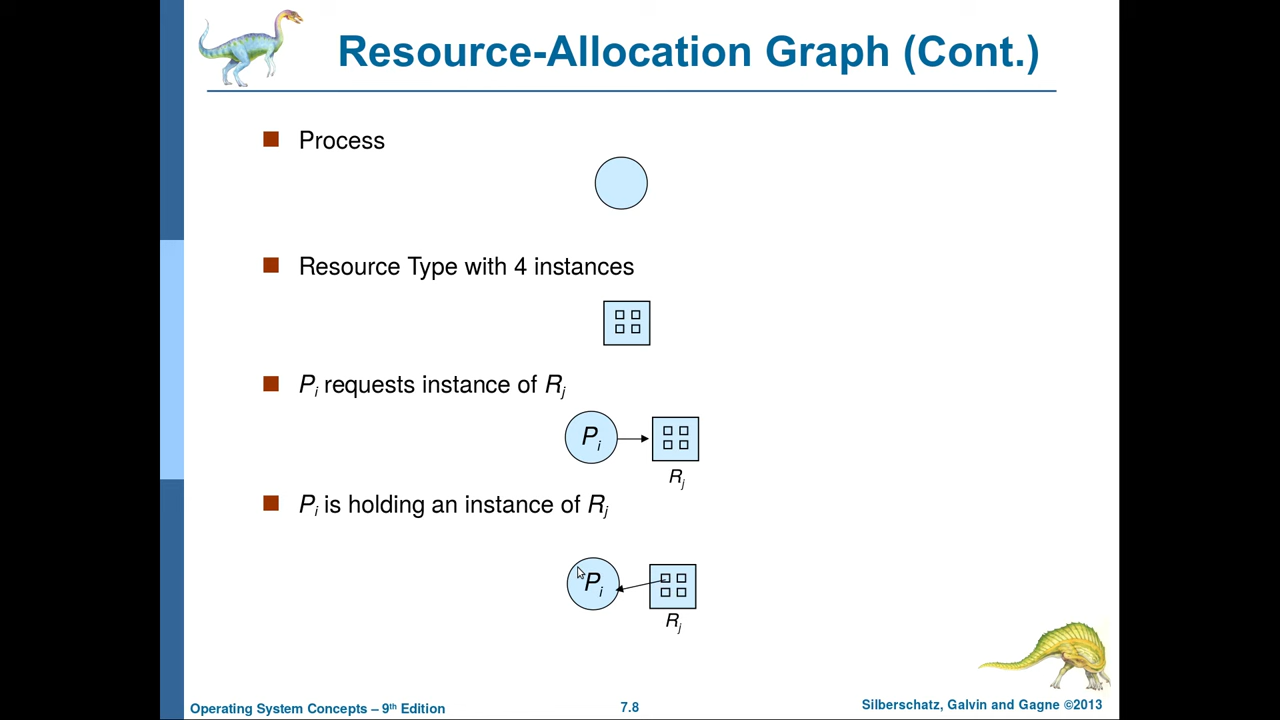 Resource-Allocation Graph (Cont.)
Process
Resource Type with 4 instances
Pi requests instance of Rj
Pi
Rj
Pi is holding an instance of Rj
Pi
Rj
Operating System Concepts – 9th Edition
7.8
Silberschatz, Galvin and Gagne ©2013